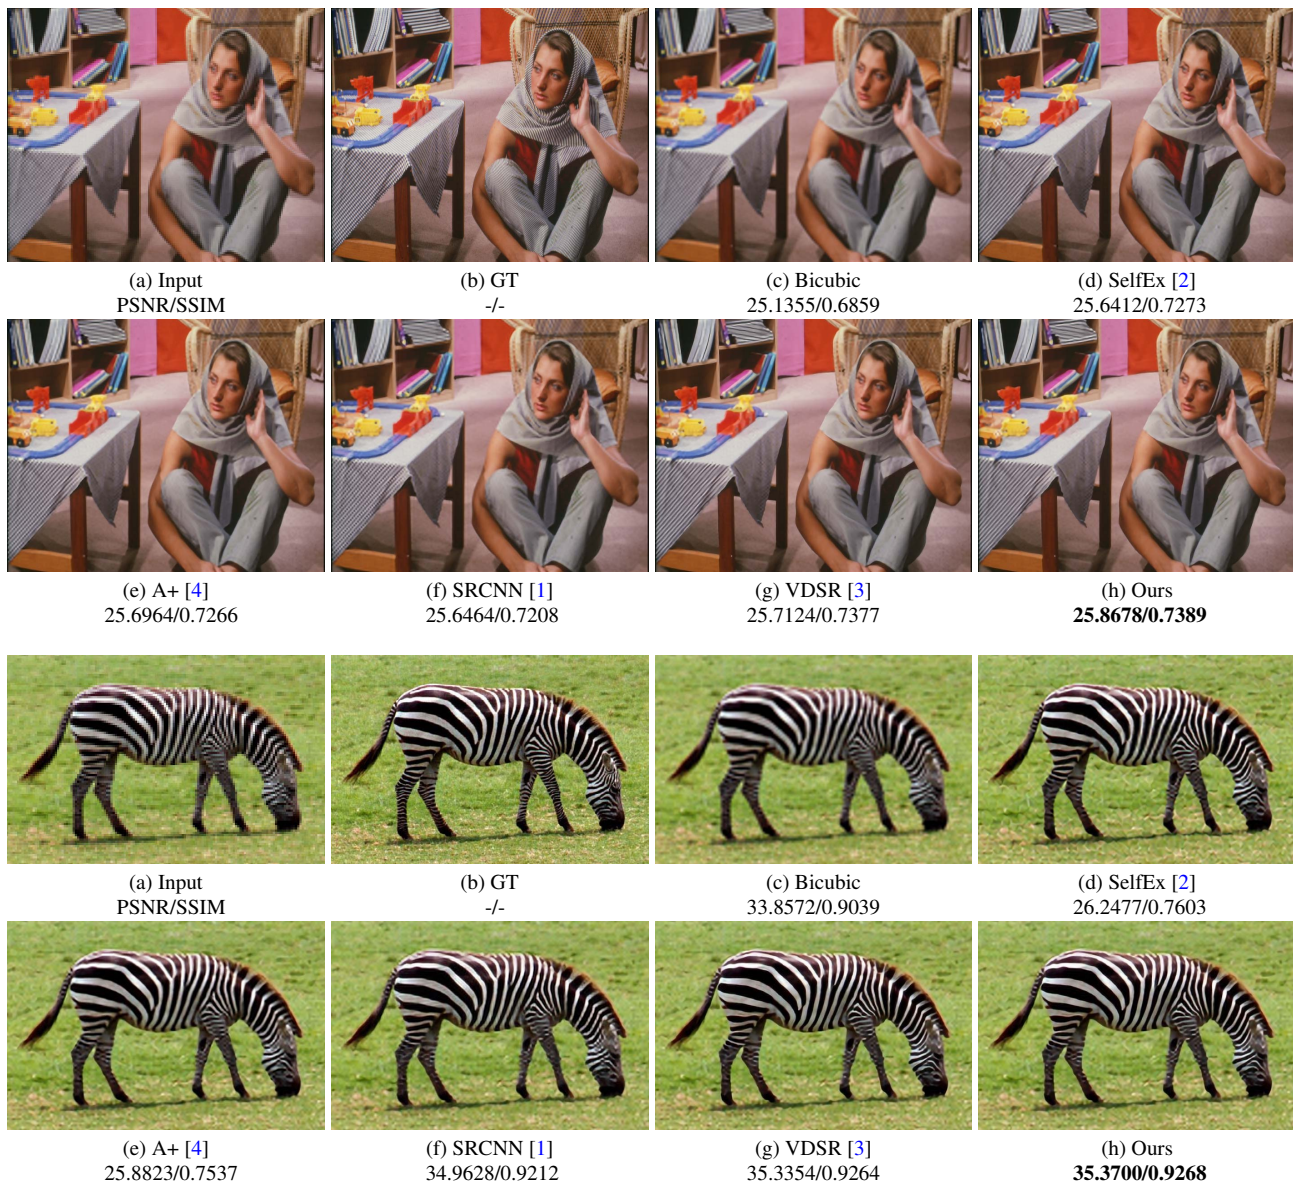 (a) Input
PSNR/SSIM
(b) GT
-/-
(c) Bicubic
25.1355/0.6859
(d) SelfEx [2]
25.6412/0.7273
(e) A+ [4]
25.6964/0.7266
(f) SRCNN [1]
25.6464/0.7208
(g) VDSR [3]
25.7124/0.7377
(h) Ours
25.8678/0.7389
(a) Input
PSNR/SSIM
(b) GT
-/-
(c) Bicubic
33.8572/0.9039
(d) SelfEx [2]
26.2477/0.7603
(e) A+ [4]
25.8823/0.7537
(f) SRCNN [1]
34.9628/0.9212
(g) VDSR [3]
35.3354/0.9264
(h) Ours
35.3700/0.9268